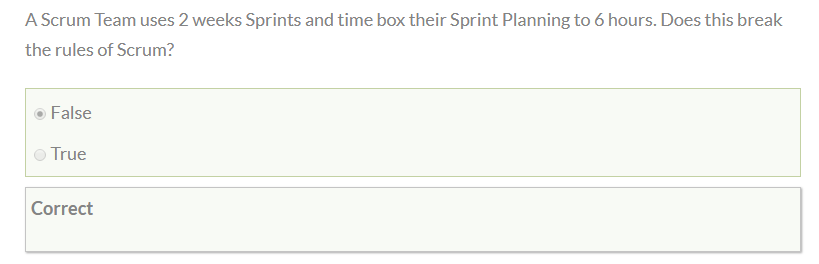 A Scrum Team uses 2 weeks Sprints and time box their Sprint Planning to 6 hours. Does this break
the rules of Scrum?
False
True
Correct